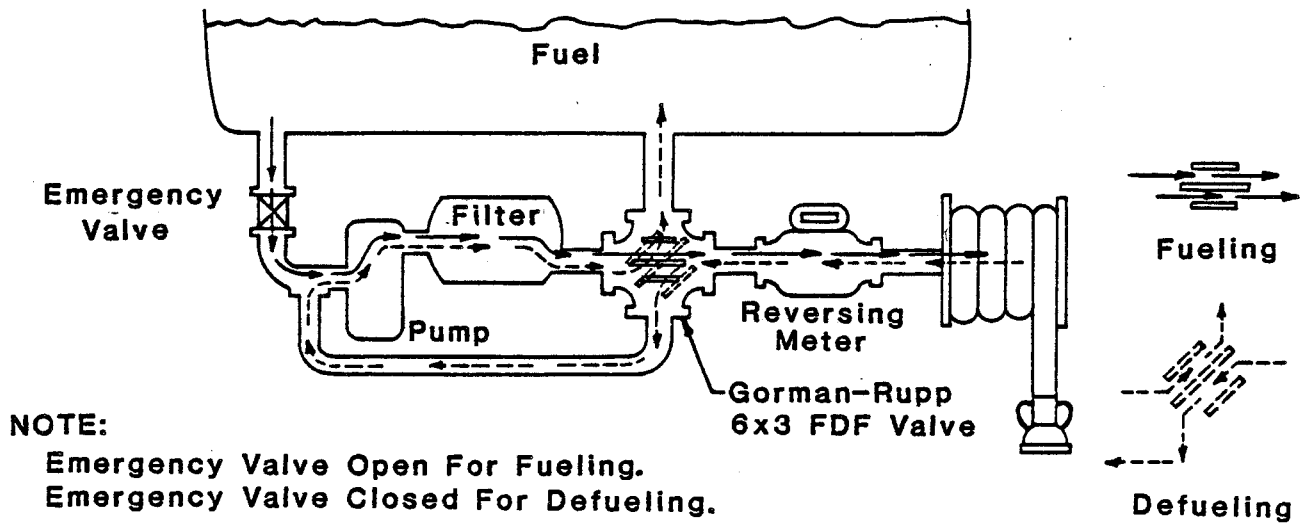 Fuel
Emergency
Valve
Filter
Pump
Reversing
Meter
Gorman-Rupp
6x3 FDF Valve
Fueling
Defueling
NOTE:
Emergency Valve Open For Fueling.
Emergency Valve Closed For Defueling.